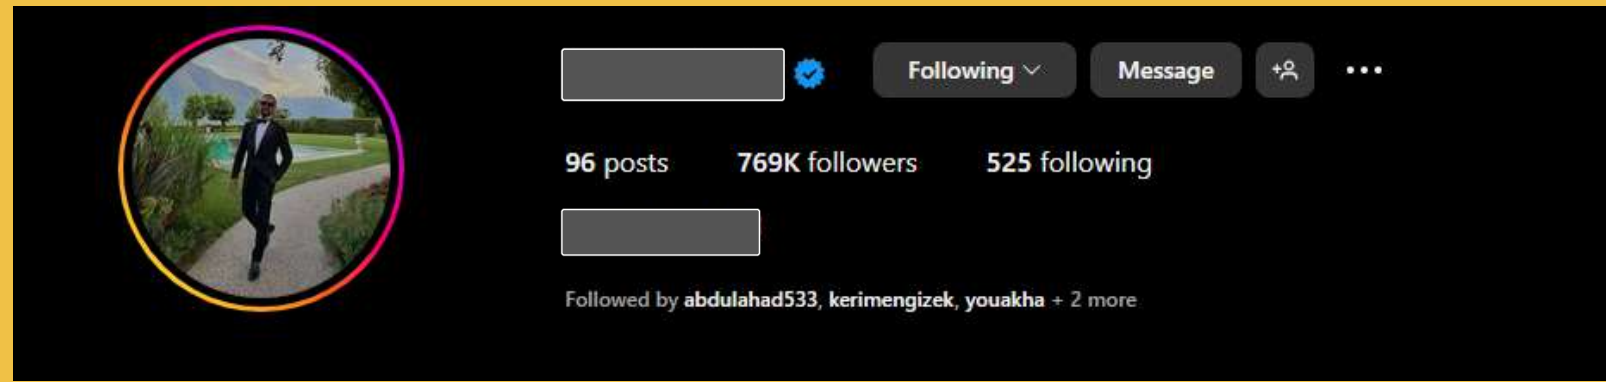 Following Message
96 posts 769K followers 525 following
Followed by abdulahad533, kerimengizek, youakha + 2 more